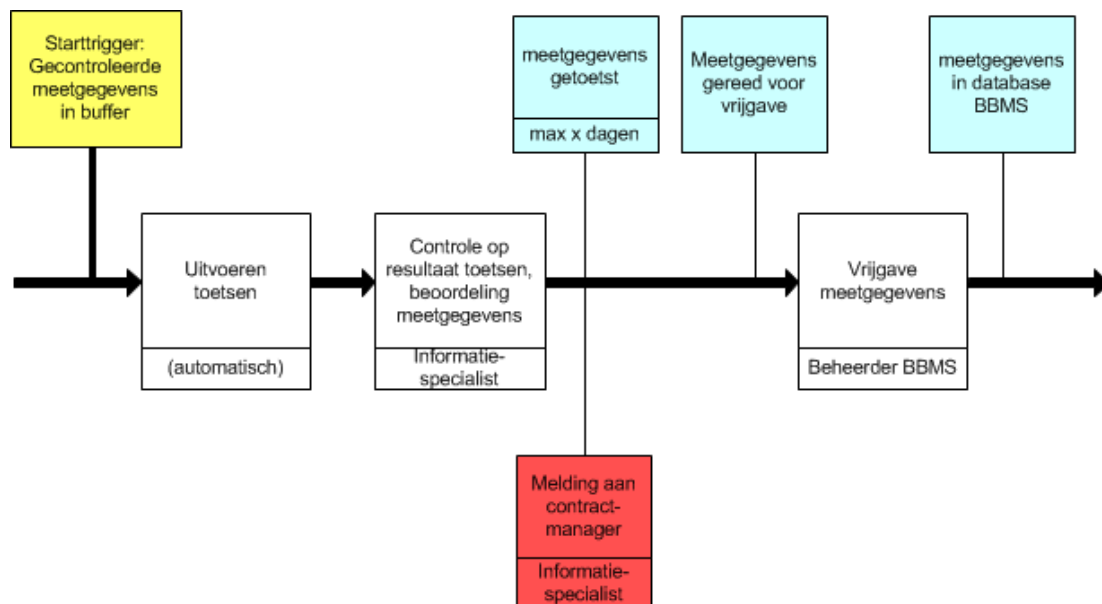 Starttrigger:
Gecontroleerde
meetgegevens
in buffer
meetgegevens
getoetst
max x dagen
Meetgegevens
gereed voor
vrijgave
meetgegevens
in database
BBMS
Uitvoeren
toetsen
(automatisch)
Controle op
resultaat toetsen,
beoordeling
meetgegevens
Informatie-
specialist
Vrijgave
meetgegevens
Beheerder BBMS
Melding aan
contract-
manager
Informatie-
specialist